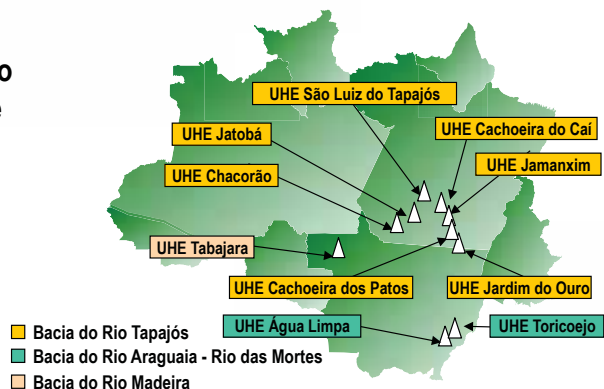 o
e
UHE São Luiz do Tapajós
UHE Cachoeira do Caí
UHE Jatobá
UHE Jamanxim
UHE Chacorão
UHE Tabajara
UHE Cachoeira dos Patos
UHE Jardim do Ouro
UHE Água Limpa
UHE Toricoejo
Bacia do Rio Tapajós
Bacia do Rio Araguaia - Rio das Mortes
Bacia do Rio Madeira